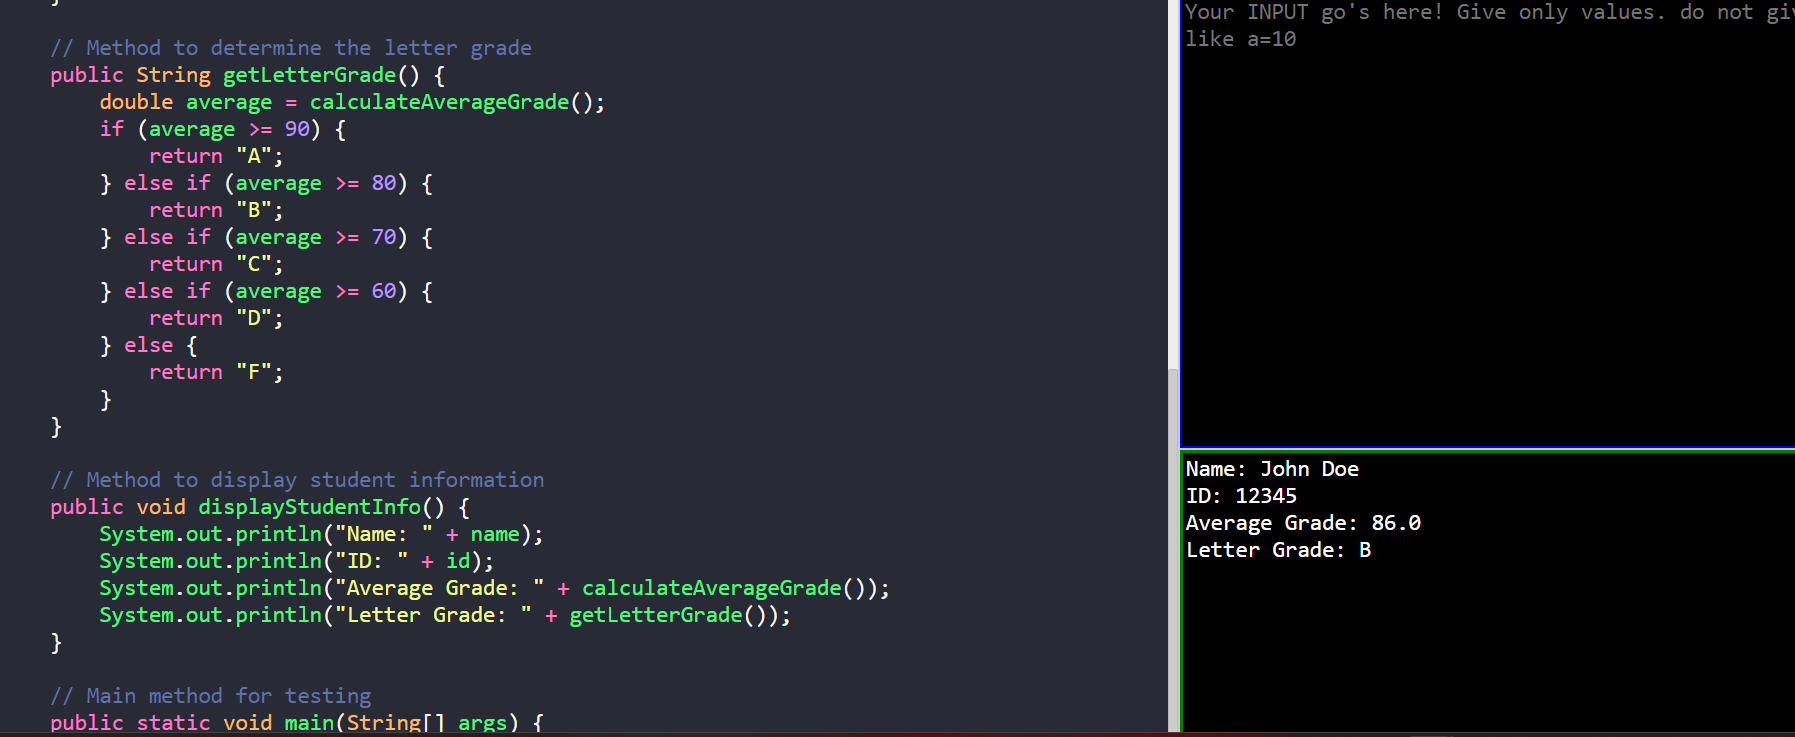 }
// Method to determine the letter grade
public String getLetterGrade() {
double average = calculateAverageGrade();
if (average >= 90) {
return "A";
} else if (average >= 80) {
return "B";
} else if (average >= 70) {
return "C";
} else if (average >= 60) {
return "D";
} else {
return "F";
}
}
// Method to display student information
public void displayStudentInfo() {
System.out.println("Name: " + name);
System.out.println("ID: " + id);
System.out.println("Average Grade: " + calculateAverageGrade());
System.out.println("Letter Grade: " + getLetterGrade());
}
// Main method for testing
public static void main(String[] args) {
Your INPUT go's here! Give only values. do not
like a=10
Name: John Doe
ID: 12345
Average Grade: 86.0
Letter Grade: B